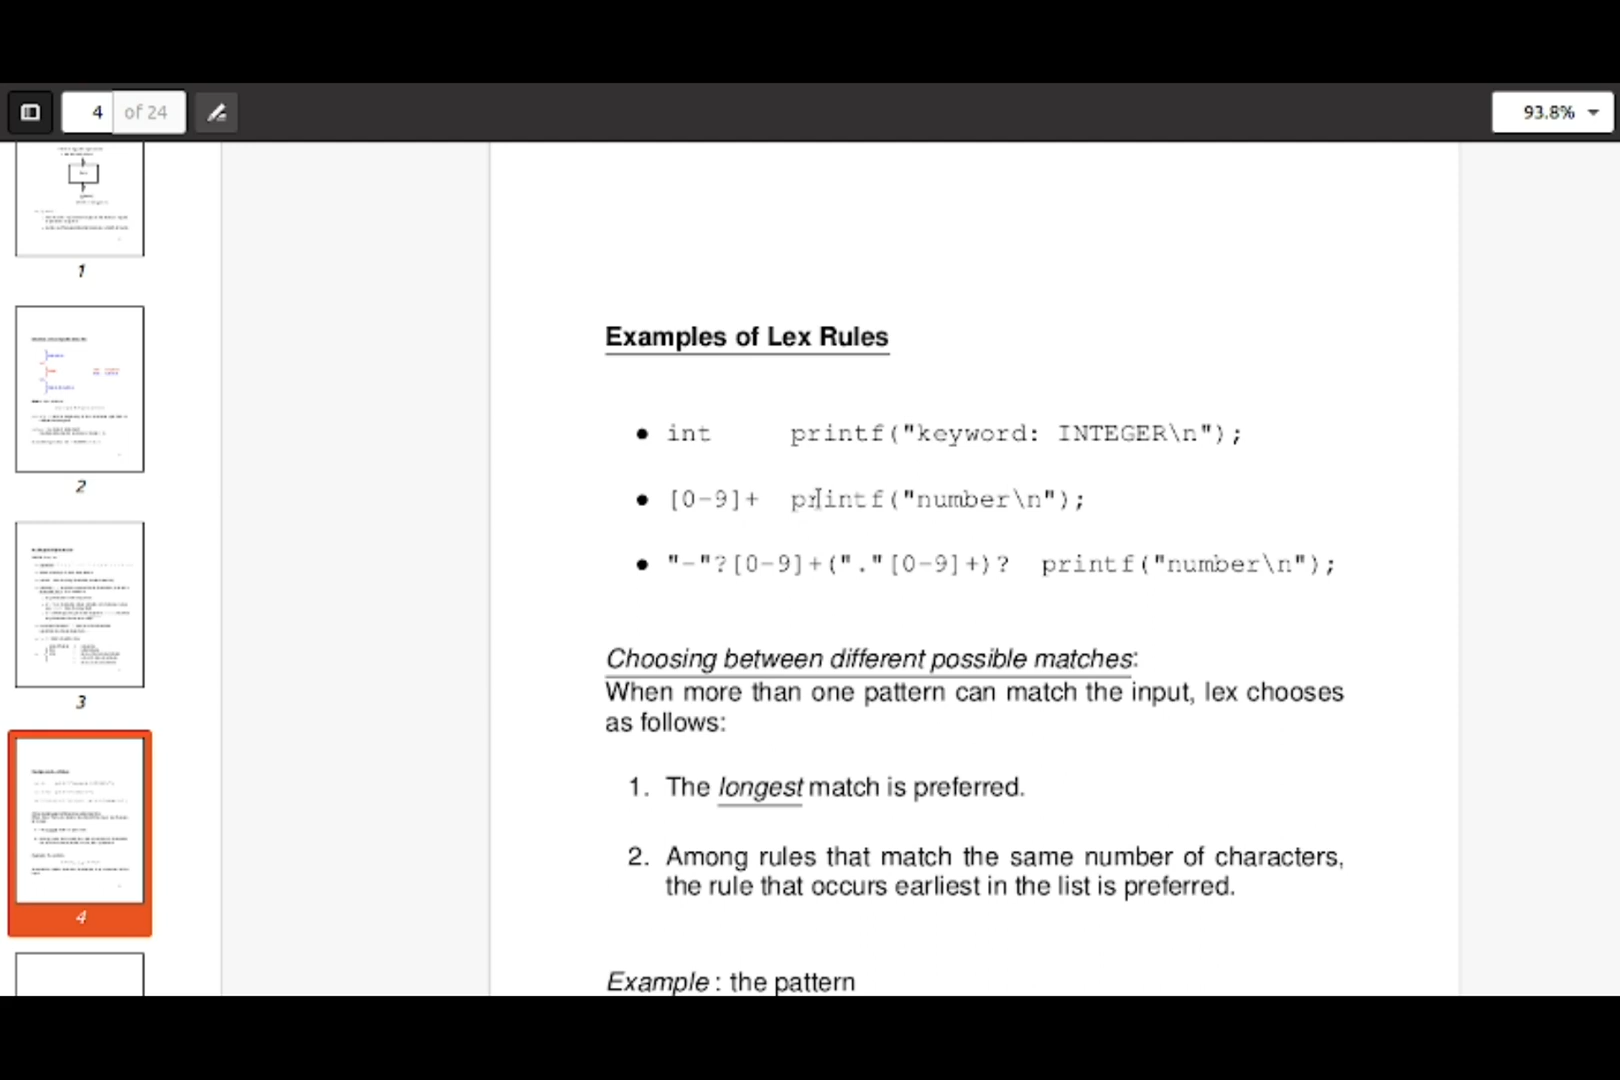 4 of 24
93.8%
1
2
3
4
Examples of Lex Rules
• int printf("keyword: INTEGER\n");
• [0-9]+ printf("number\n");
• "-"?[0-9]+("."[0-9]+)? printf("number\n");
Choosing between different possible matches:
When more than one pattern can match the input, lex chooses
as follows:
1. The longest match is preferred.
2. Among rules that match the same number of characters,
the rule that occurs earliest in the list is preferred.
Example : the pattern